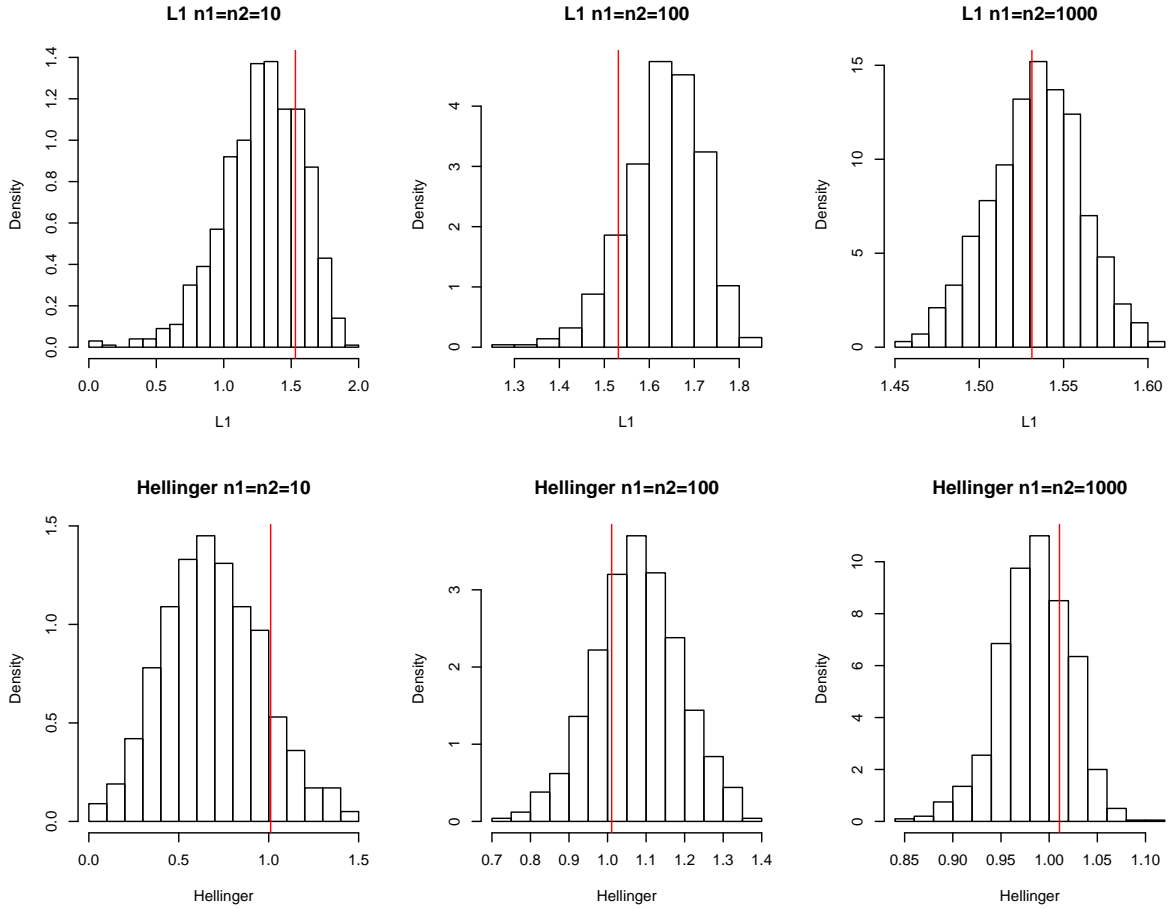 L1 n1=n2=10
Density
0.0 0.2 0.4 0.6 0.8 1.0 1.2 1.4
0.0 0.5 1.0 1.5 2.0
L1
L1 n1=n2=100
Density
0 1 2 3 4
1.3 1.4 1.5 1.6 1.7 1.8
L1
L1 n1=n2=1000
Density
0 5 10 15
1.45 1.50 1.55 1.60
L1
Hellinger n1=n2=10
Density
0.0 0.5 1.0 1.5
0.0 0.5 1.0 1.5
Hellinger
Hellinger n1=n2=100
Density
0 1 2 3
0.7 0.8 0.9 1.0 1.1 1.2 1.3 1.4
Hellinger
Hellinger n1=n2=1000
Density
0 2 4 6 8 10
0.85 0.90 0.95 1.00 1.05 1.10
Hellinger